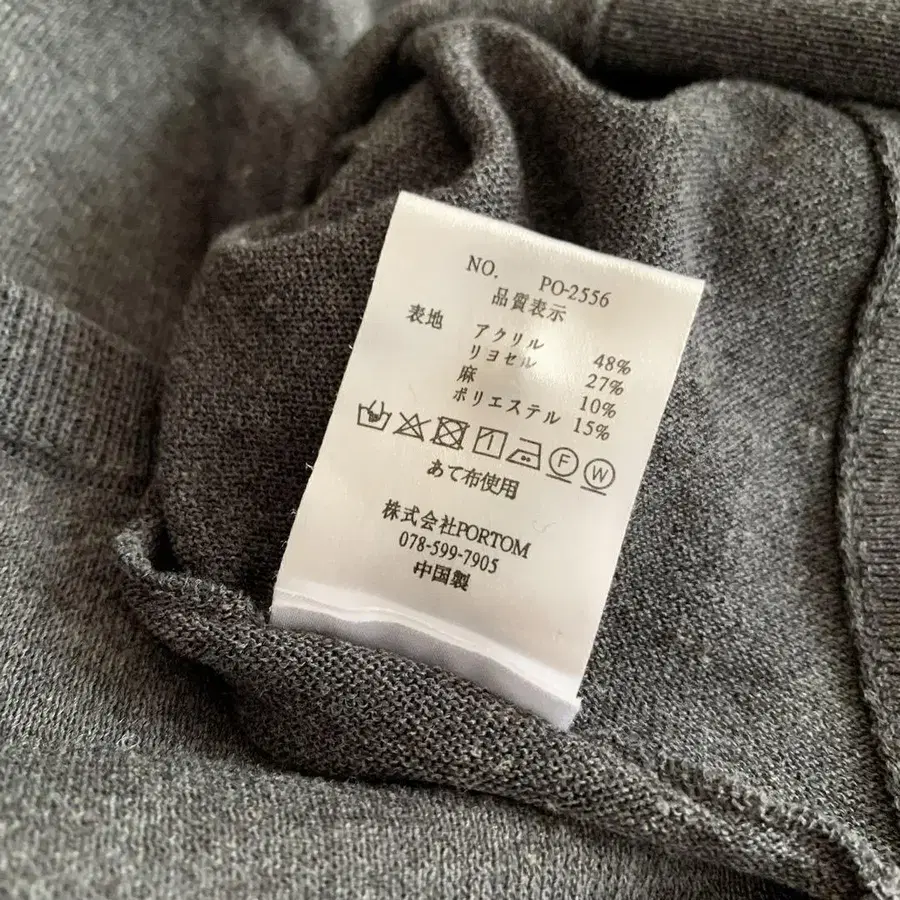 NO. PO-2556
品質表示
表地 アクリル 48%
リヨセル 27%
麻 10%
ポリエステル 15%
F W
あて布使用
株式会社PORTOM
078-599-7905
中国製